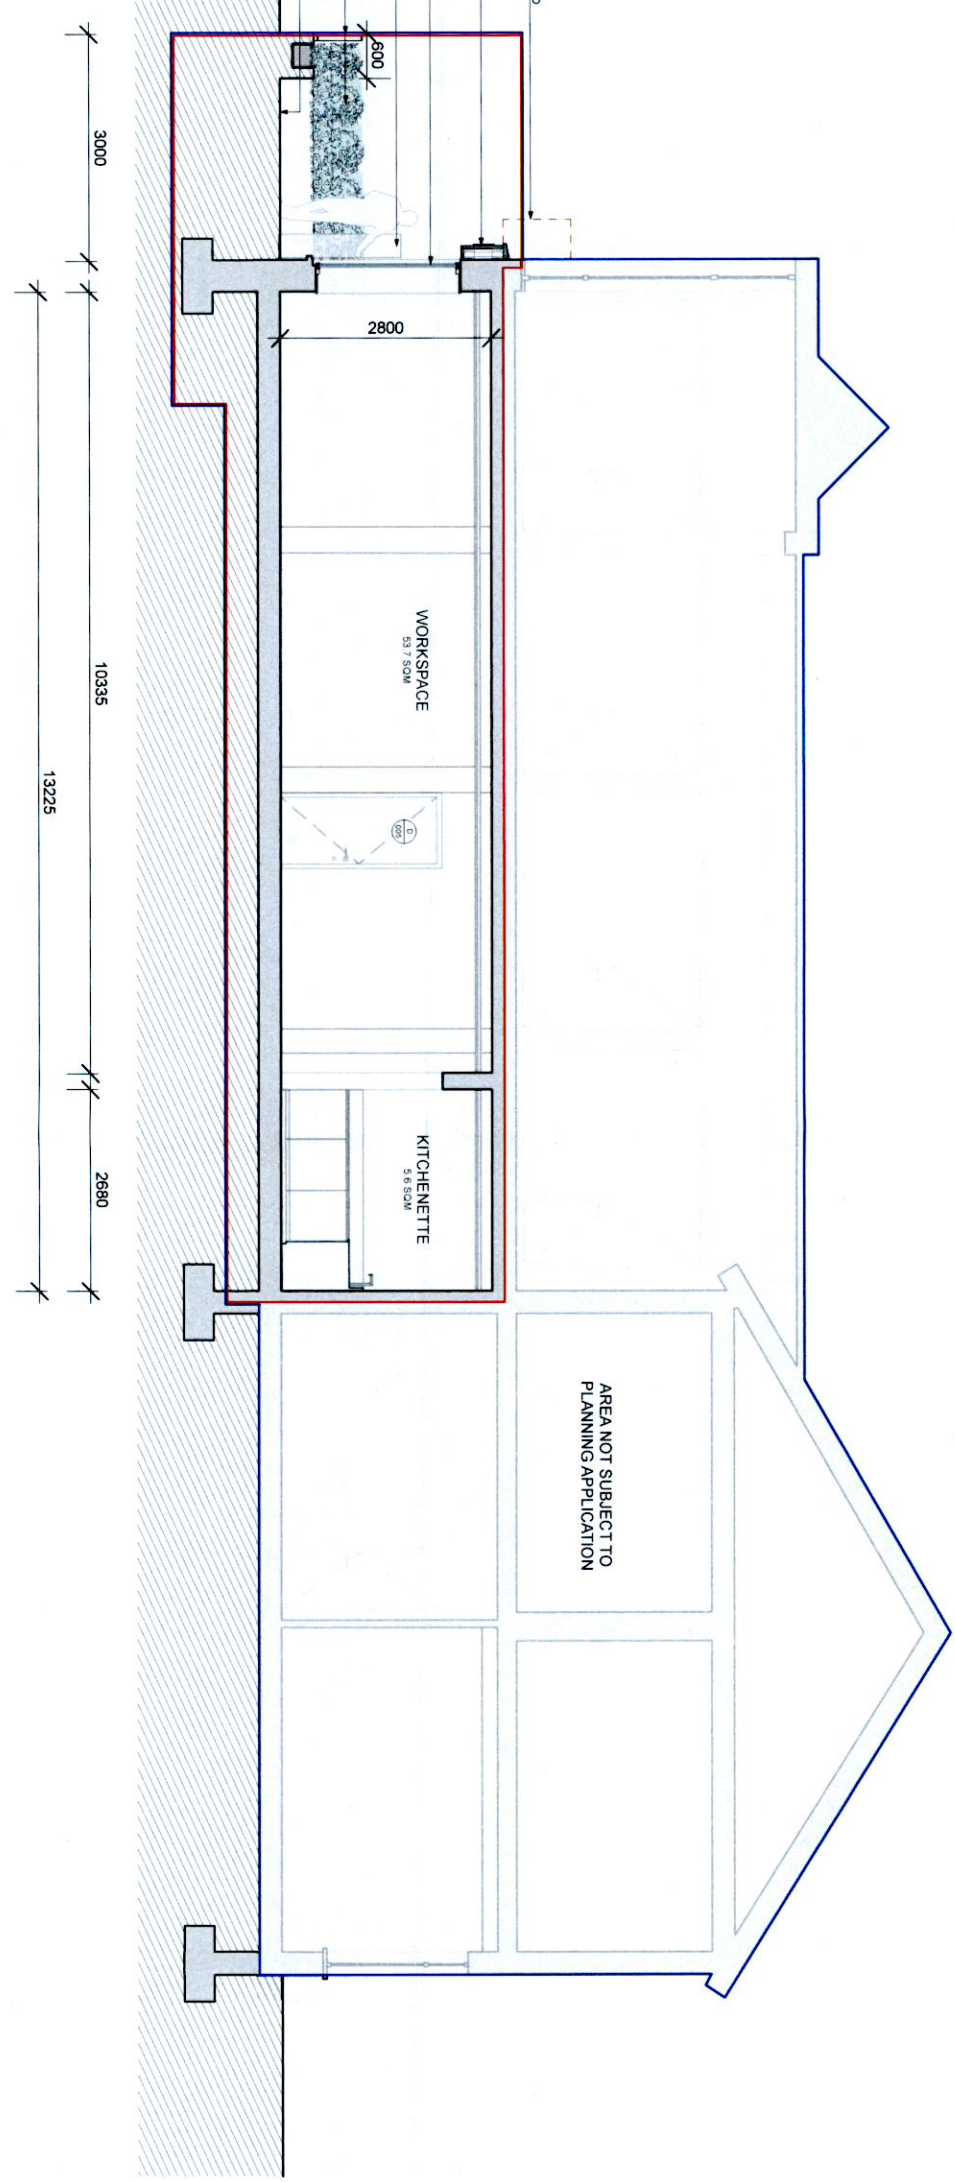 600
3000
2800
WORKSPACE
53.7 SQM
D
005
10335
13225
KITCHENETTE
5.6 SQM
2680
AREA NOT SUBJECT TO
PLANNING APPLICATION